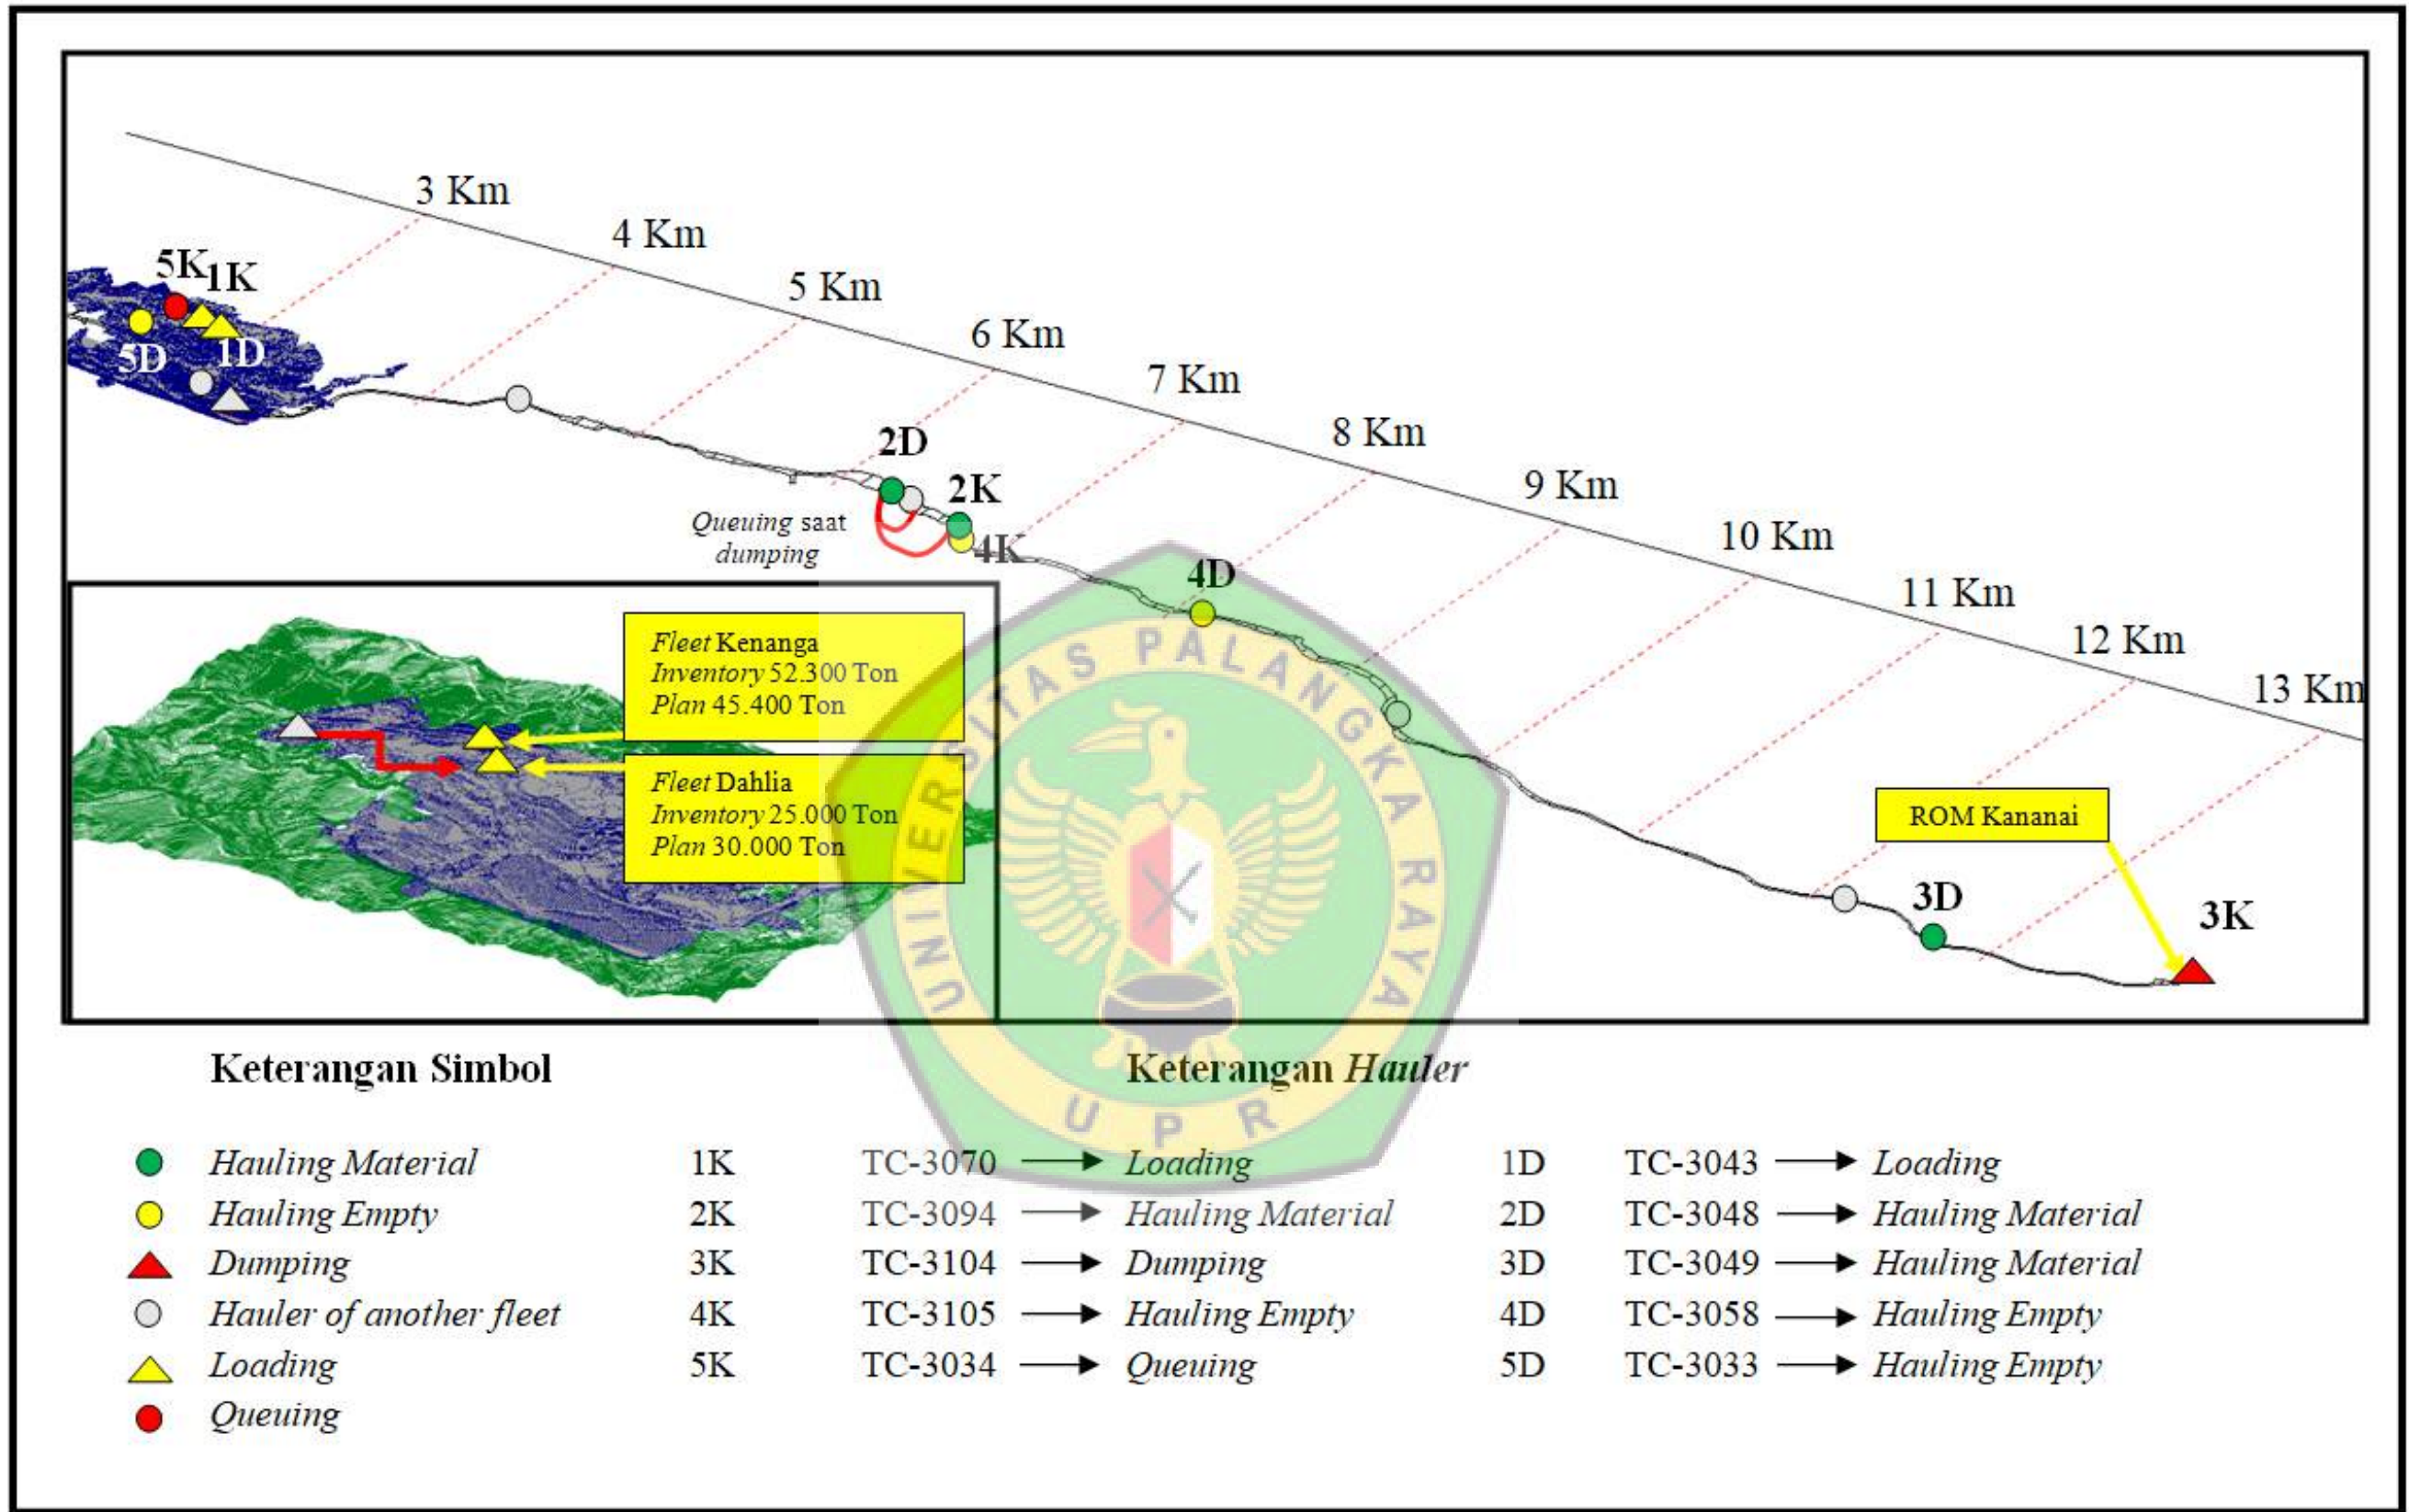 3 Km
4 Km
5 Km
6 Km
7 Km
8 Km
9 Km
10 Km
11 Km
12 Km
13 Km
5K
1K
5D
1D
2D
2K
Queuing saat
dumping
4K
4D
Fleet Kenanga
Inventory 52.300 Ton
Plan 45.400 Ton
Fleet Dahlia
Inventory 25.000 Ton
Plan 30.000 Ton
ROM Kananai
3D
3K
UNIVERSITAS PALANGKA RAYA
UPR
Keterangan Simbol
Keterangan Hauler
Hauling Material
1K TC-3070 Loading
1D TC-3043 Loading
Hauling Empty
2K TC-3094 Hauling Material
2D TC-3048 Hauling Material
Dumping
3K TC-3104 Dumping
3D TC-3049 Hauling Material
Hauler of another fleet
4K TC-3105 Hauling Empty
4D TC-3058 Hauling Empty
Loading
5K TC-3034 Queuing
5D TC-3033 Hauling Empty
Queuing